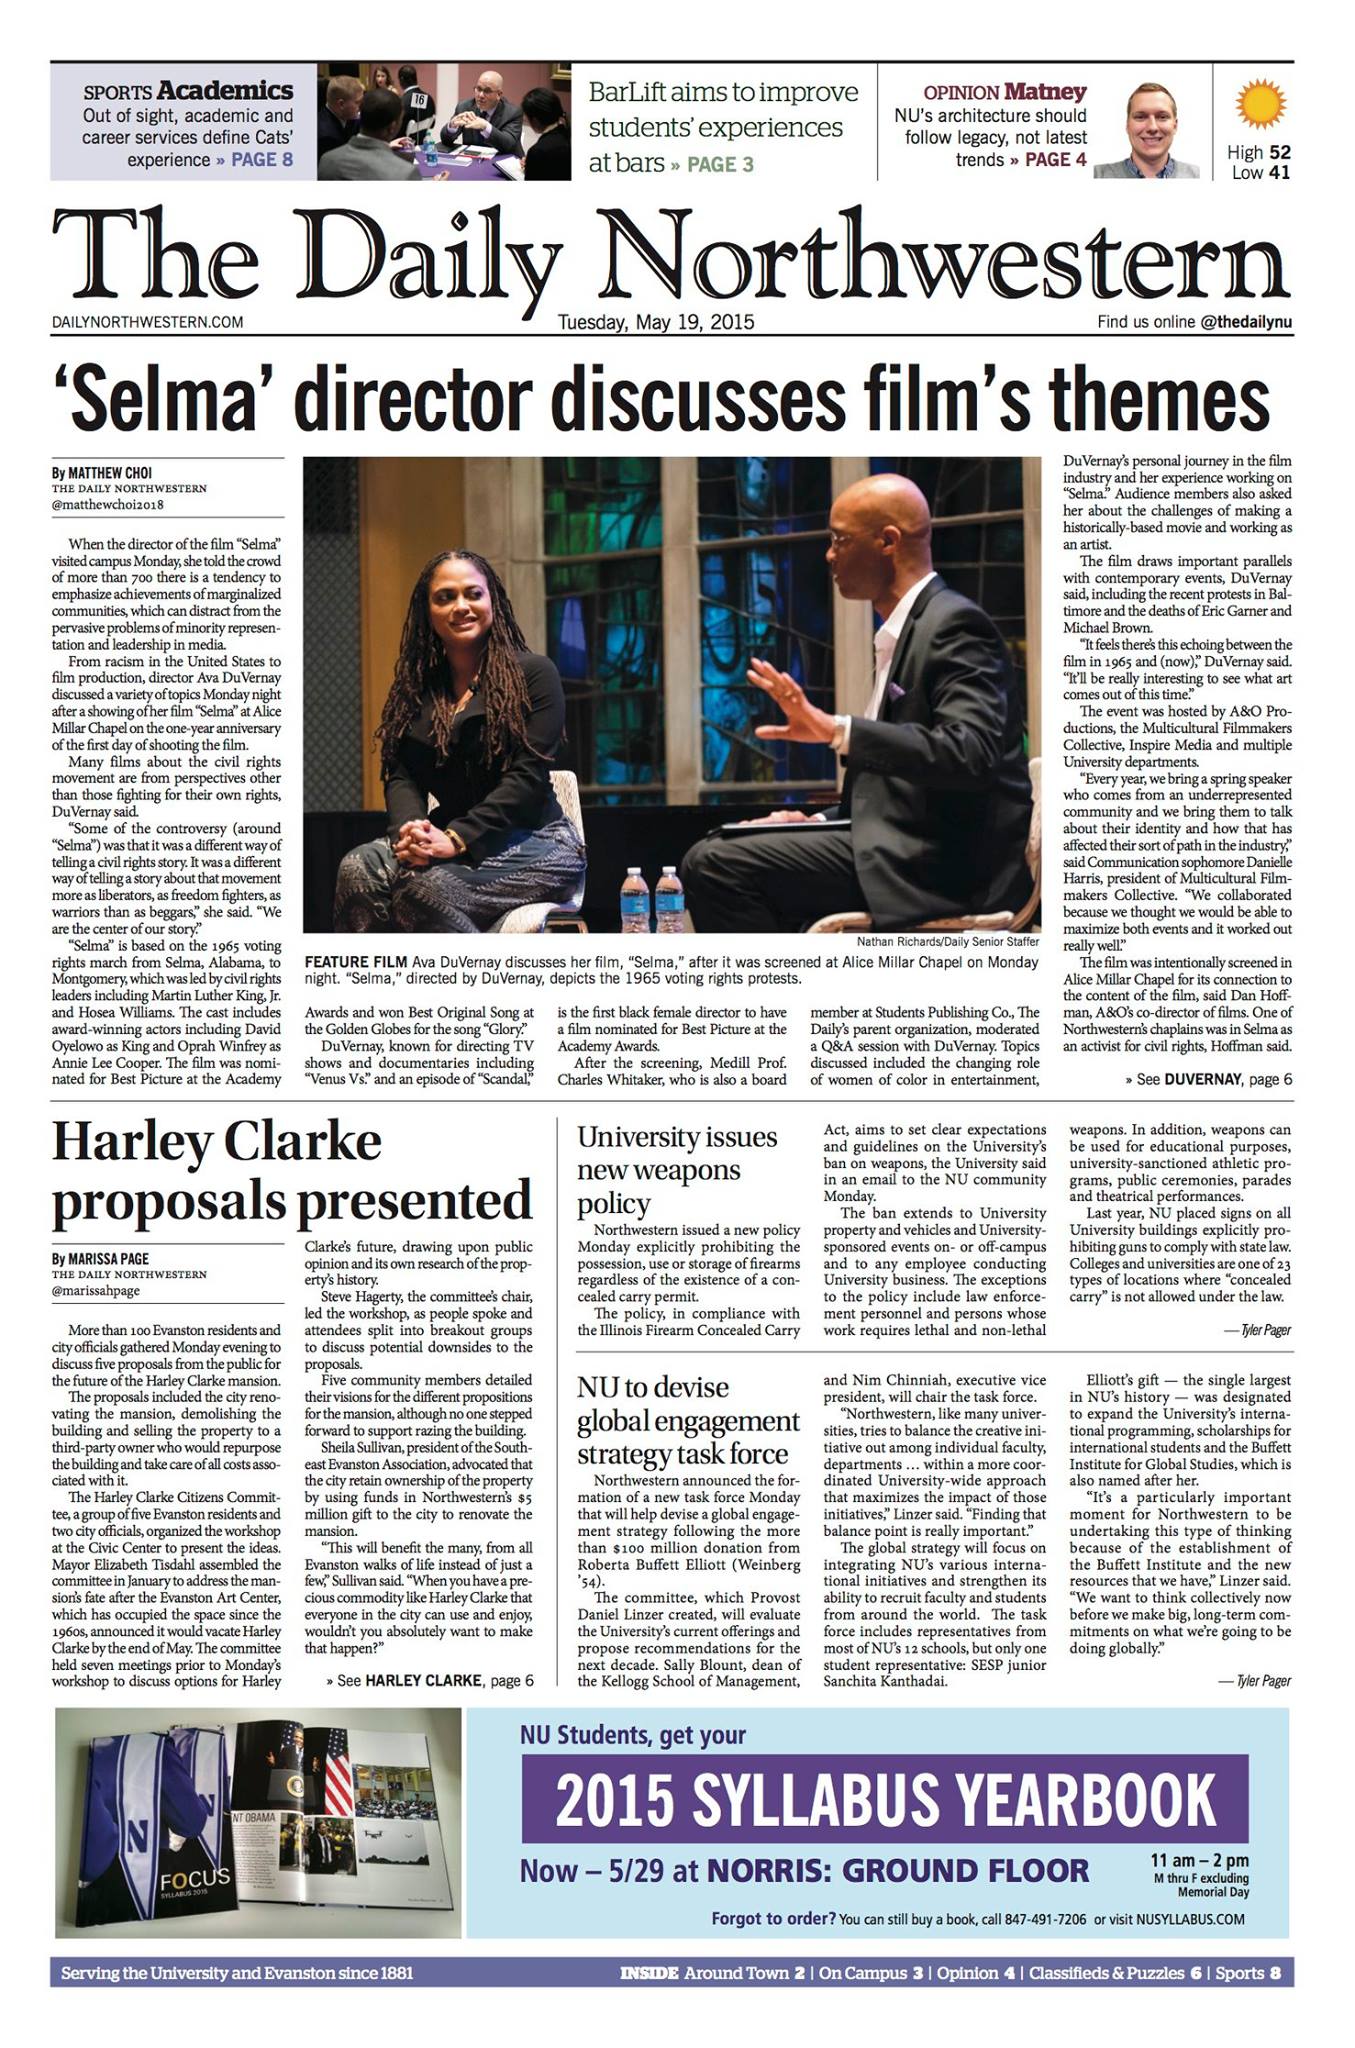 SPORTS Academics
Out of sight, academic and
career services define Cats'
experience » PAGE 8
16
BarLift aims to improve
students' experiences
at bars » PAGE 3
OPINION Matney
NU's architecture should
follow legacy, not latest
trends » PAGE 4
High 52
Low 41
The Daily Northwestern
DAILYNORTHWESTERN.COM
Tuesday, May 19, 2015
Find us online @thedailynu
'Selma' director discusses film's themes
By MATTHEW CHOI
THE DAILY NORTHWESTERN
@matthewchoi2018
When the director of the film "Selma"
visited campus Monday, she told the crowd
of more than 700 there is a tendency to
emphasize achievements of marginalized
communities, which can distract from the
pervasive problems of minority represen-
tation and leadership in media.
From racism in the United States to
film production, director Ava DuVernay
discussed a variety of topics Monday night
after a showing of her film "Selma" at Alice
Millar Chapel on the one-year anniversary
of the first day of shooting the film.
Many films about the civil rights
movement are from perspectives other
than those fighting for their own rights,
DuVernay said.
"Some of the controversy (around
"Selma") was that it was a different way of
telling a civil rights story. It was a different
way of telling a story about that movement
more as liberators, as freedom fighters, as
warriors than as beggars," she said. "We
are the center of our story."
"Selma" is based on the 1965 voting
rights march from Selma, Alabama, to
Montgomery, which was led by civil rights
leaders including Martin Luther King, Jr.
and Hosea Williams. The cast includes
award-winning actors including David
Oyelowo as King and Oprah Winfrey as
Annie Lee Cooper. The film was nomi-
nated for Best Picture at the Academy
Nathan Richards/Daily Senior Staffer
FEATURE FILM Ava DuVernay discusses her film, "Selma," after it was screened at Alice Millar Chapel on Monday
night. "Selma," directed by DuVernay, depicts the 1965 voting rights protests.
Awards and won Best Original Song at
the Golden Globes for the song "Glory."
DuVernay, known for directing TV
shows and documentaries including
"Venus Vs." and an episode of "Scandal,"
is the first black female director to have
a film nominated for Best Picture at the
Academy Awards.
After the screening, Medill Prof.
Charles Whitaker, who is also a board
member at Students Publishing Co., The
Daily's parent organization, moderated
a Q&A session with DuVernay. Topics
discussed included the changing role
of women of color in entertainment,
DuVernay's personal journey in the film
industry and her experience working on
"Selma." Audience members also asked
her about the challenges of making a
historically-based movie and working as
an artist.
The film draws important parallels
with contemporary events, DuVernay
said, including the recent protests in Bal-
timore and the deaths of Eric Garner and
Michael Brown.
"It feels there's this echoing between the
film in 1965 and (now)," DuVernay said.
"It'll be really interesting to see what art
comes out of this time."
The event was hosted by A&O Pro-
ductions, the Multicultural Filmmakers
Collective, Inspire Media and multiple
University departments.
"Every year, we bring a spring speaker
who comes from an underrepresented
community and we bring them to talk
about their identity and how that has
affected their sort of path in the industry,"
said Communication sophomore Danielle
Harris, president of Multicultural Film-
makers Collective. "We collaborated
because we thought we would be able to
maximize both events and it worked out
really well."
The film was intentionally screened in
Alice Millar Chapel for its connection to
the content of the film, said Dan Hoff-
man, A&O's co-director of films. One of
Northwestern's chaplains was in Selma as
an activist for civil rights, Hoffman said.
» See DUVERNAY, page 6
Harley Clarke
proposals presented
By MARISSA PAGE
THE DAILY NORTHWESTERN
@marissahpage
More than 100 Evanston residents and
city officials gathered Monday evening to
discuss five proposals from the public for
the future of the Harley Clarke mansion.
The proposals included the city reno-
vating the mansion, demolishing the
building and selling the property to a
third-party owner who would repurpose
the building and take care of all costs asso-
ciated with it.
The Harley Clarke Citizens Commit-
tee, a group of five Evanston residents and
two city officials, organized the workshop
at the Civic Center to present the ideas.
Mayor Elizabeth Tisdahl assembled the
committee in January to address the man-
sion's fate after the Evanston Art Center,
which has occupied the space since the
1960s, announced it would vacate Harley
Clarke by the end of May. The committee
held seven meetings prior to Monday's
workshop to discuss options for Harley
Clarke's future, drawing upon public
opinion and its own research of the prop-
erty's history.
Steve Hagerty, the committee's chair,
led the workshop, as people spoke and
attendees split into breakout groups
to discuss potential downsides to the
proposals.
Five community members detailed
their visions for the different propositions
for the mansion, although no one stepped
forward to support razing the building.
Sheila Sullivan, president of the South-
east Evanston Association, advocated that
the city retain ownership of the property
by using funds in Northwestern's $5
million gift to the city to renovate the
mansion.
"This will benefit the many, from all
Evanston walks of life instead of just a
few," Sullivan said. "When you have a pre-
cious commodity like Harley Clarke that
everyone in the city can use and enjoy,
wouldn't you absolutely want to make
that happen?"
» See HARLEY CLARKE, page 6
University issues
new weapons
policy
Northwestern issued a new policy
Monday explicitly prohibiting the
possession, use or storage of firearms
regardless of the existence of a con-
cealed carry permit.
The policy, in compliance with
the Illinois Firearm Concealed Carry
Act, aims to set clear expectations
and guidelines on the University's
ban on weapons, the University said
in an email to the NU community
Monday.
The ban extends to University
property and vehicles and University-
sponsored events on- or off-campus
and to any employee conducting
University business. The exceptions
to the policy include law enforce-
ment personnel and persons whose
work requires lethal and non-lethal
weapons. In addition, weapons can
be used for educational purposes,
university-sanctioned athletic pro-
grams, public ceremonies, parades
and theatrical performances.
Last year, NU placed signs on all
University buildings explicitly pro-
hibiting guns to comply with state law.
Colleges and universities are one of 23
types of locations where "concealed
carry" is not allowed under the law.
— Tyler Pager
NU to devise
global engagement
strategy task force
Northwestern announced the for-
mation of a new task force Monday
that will help devise a global engage-
ment strategy following the more
than $100 million donation from
Roberta Buffett Elliott (Weinberg
'54).
The committee, which Provost
Daniel Linzer created, will evaluate
the University's current offerings and
propose recommendations for the
next decade. Sally Blount, dean of
the Kellogg School of Management,
and Nim Chinniah, executive vice
president, will chair the task force.
"Northwestern, like many univer-
sities, tries to balance the creative ini-
tiative out among individual faculty,
departments … within a more coor-
dinated University-wide approach
that maximizes the impact of those
initiatives," Linzer said. "Finding that
balance point is really important."
The global strategy will focus on
integrating NU's various interna-
tional initiatives and strengthen its
ability to recruit faculty and students
from around the world. The task
force includes representatives from
most of NU's 12 schools, but only one
student representative: SESP junior
Sanchita Kanthadai.
Elliott's gift — the single largest
in NU's history — was designated
to expand the University's interna-
tional programming, scholarships for
international students and the Buffett
Institute for Global Studies, which is
also named after her.
"It's a particularly important
moment for Northwestern to be
undertaking this type of thinking
because of the establishment of
the Buffett Institute and the new
resources that we have," Linzer said.
"We want to think collectively now
before we make big, long-term com-
mitments on what we're going to be
doing globally."
— Tyler Pager
N
N
FOCUS
SYLLABUS 2015
NT OBAMA
NU Students, get your
2015 SYLLABUS YEARBOOK
Now – 5/29 at NORRIS: GROUND FLOOR
11 am – 2 pm
M thru F excluding
Memorial Day
Forgot to order? You can still buy a book, call 847-491-7206 or visit NUSYLLABUS.COM
Serving the University and Evanston since 1881
INSIDE Around Town 2 | On Campus 3 | Opinion 4 | Classifieds & Puzzles 6 | Sports 8